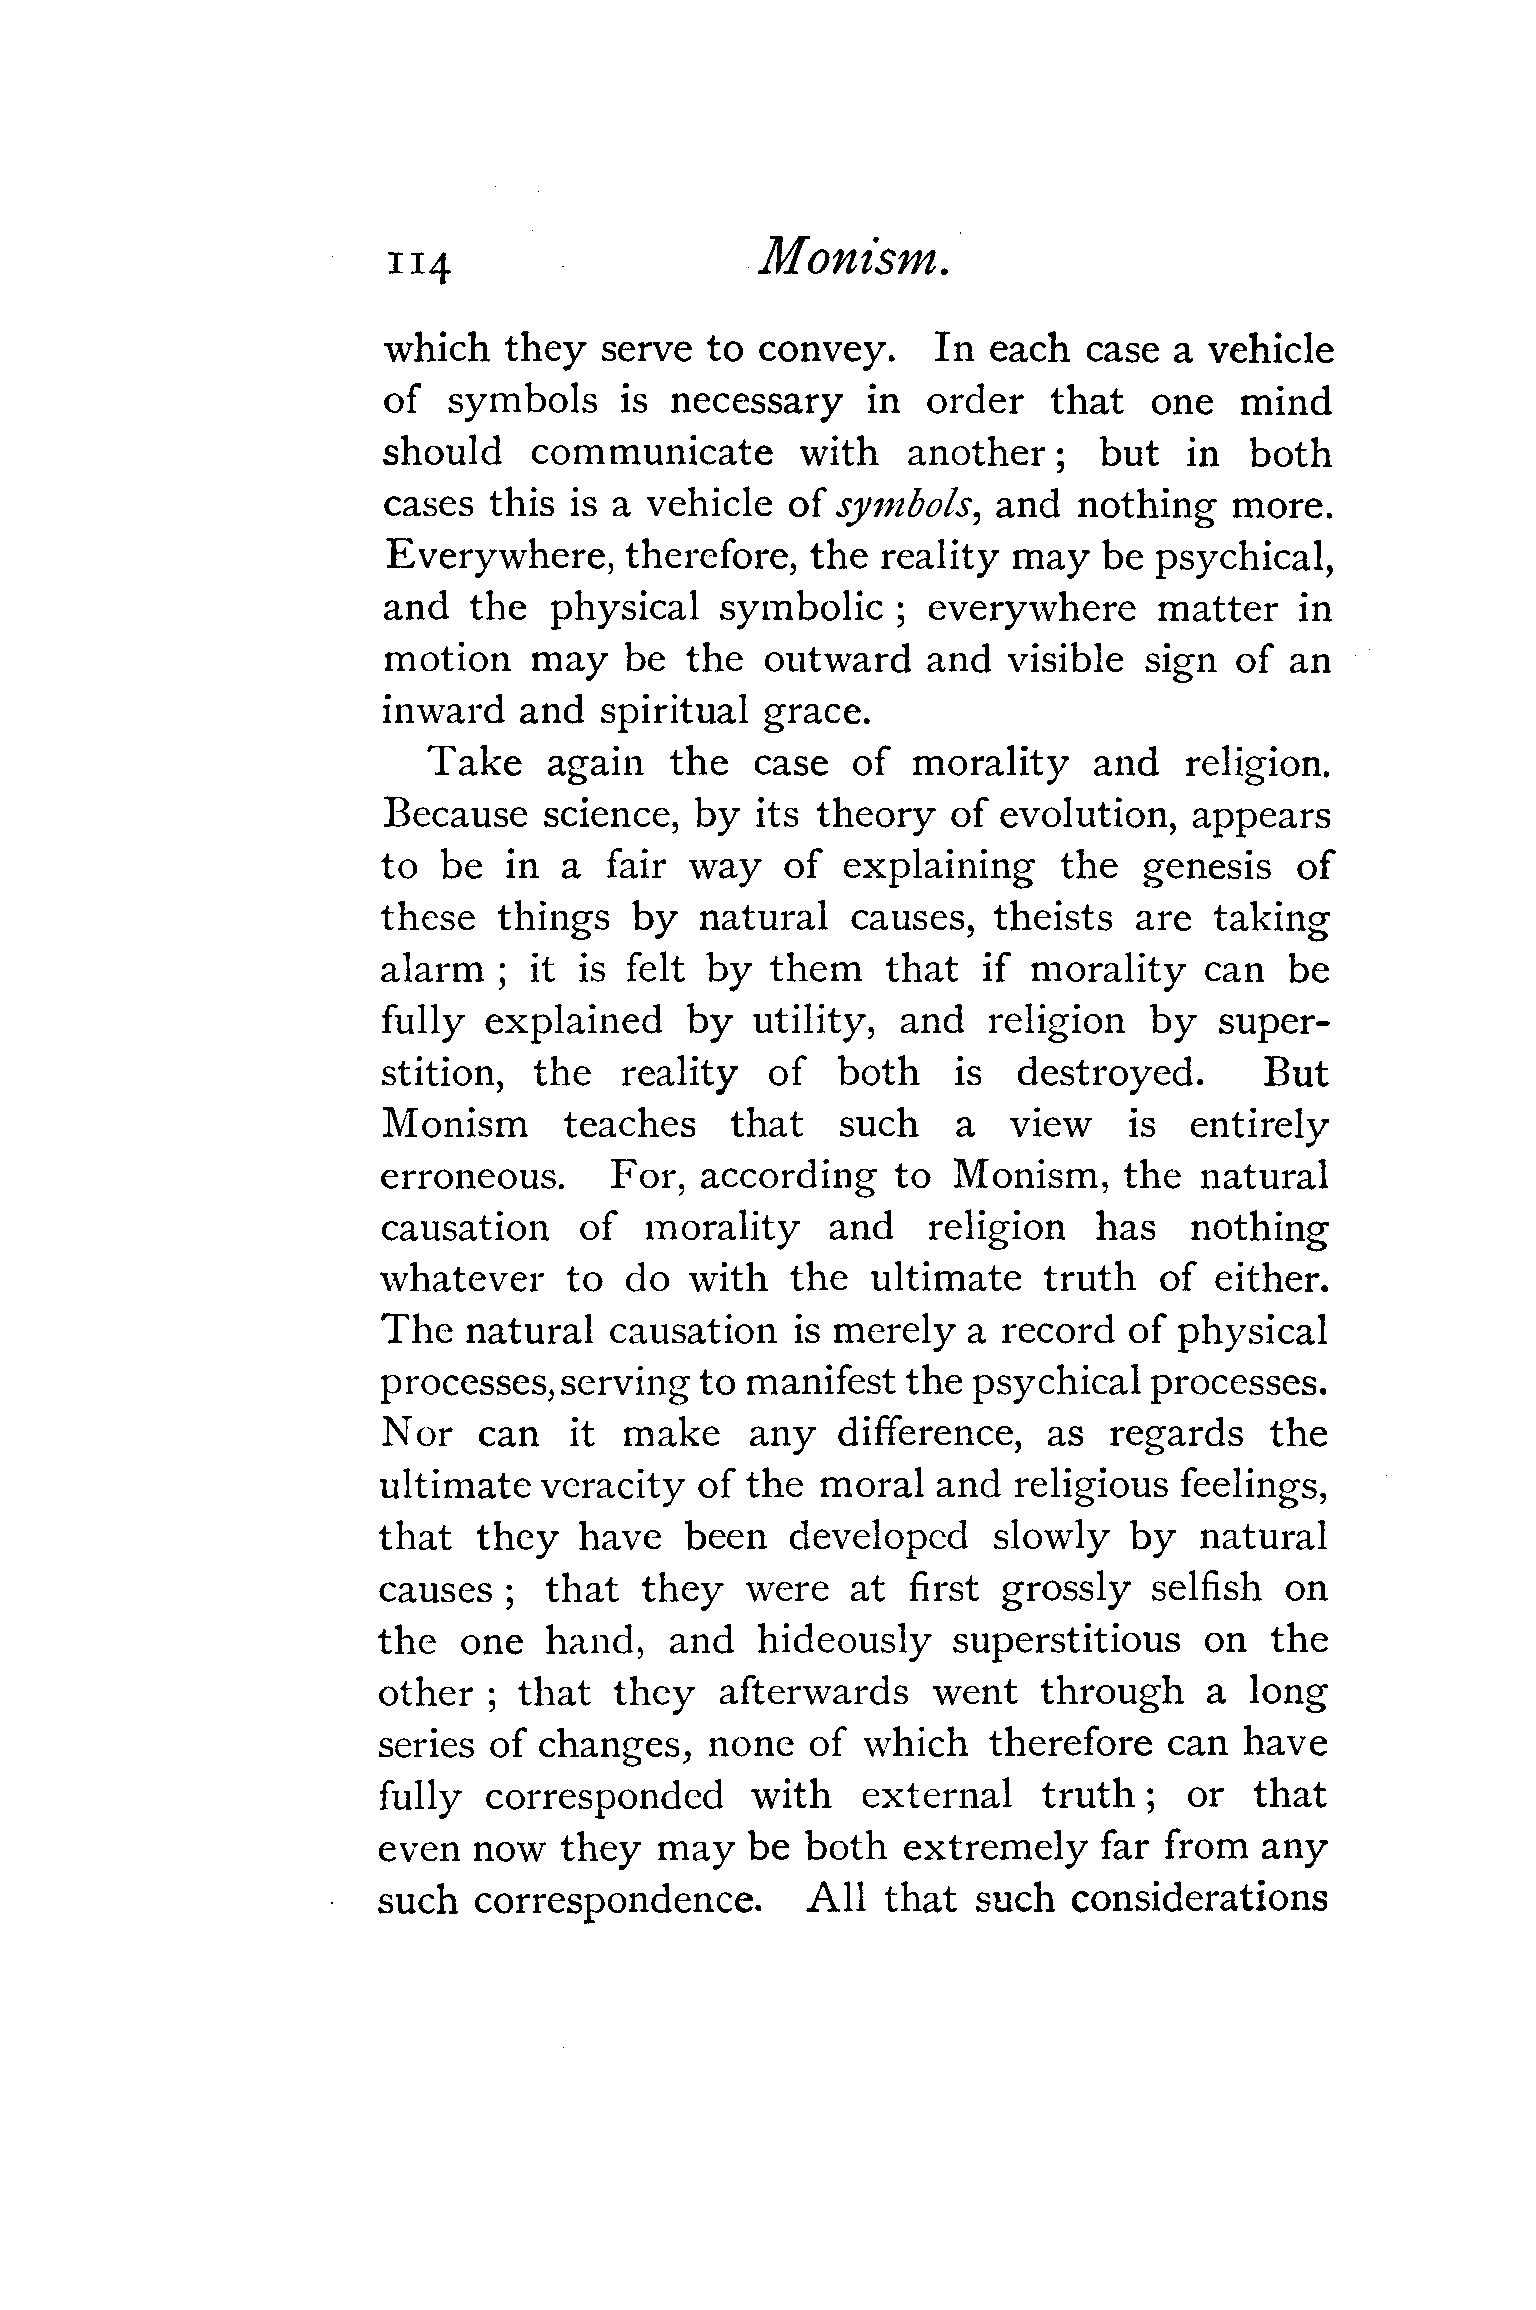 114 Monism.
which they serve to convey. In each case a vehicle
of symbols is necessary in order that one mind
should communicate with another ; but in both
cases this is a vehicle of symbols, and nothing more.
Everywhere, therefore, the reality may be psychical,
and the physical symbolic ; everywhere matter in
motion may be the outward and visible sign of an
inward and spiritual grace.
Take again the case of morality and religion.
Because science, by its theory of evolution, appears
to be in a fair way of explaining the genesis of
these things by natural causes, theists are taking
alarm ; it is felt by them that if morality can be
fully explained by utility, and religion by super-
stition, the reality of both is destroyed. But
Monism teaches that such a view is entirely
erroneous. For, according to Monism, the natural
causation of morality and religion has nothing
whatever to do with the ultimate truth of either.
The natural causation is merely a record of physical
processes, serving to manifest the psychical processes.
Nor can it make any difference, as regards the
ultimate veracity of the moral and religious feelings,
that they have been developed slowly by natural
causes ; that they were at first grossly selfish on
the one hand, and hideously superstitious on the
other ; that they afterwards went through a long
series of changes, none of which therefore can have
fully corresponded with external truth ; or that
even now they may be both extremely far from any
such correspondence. All that such considerations